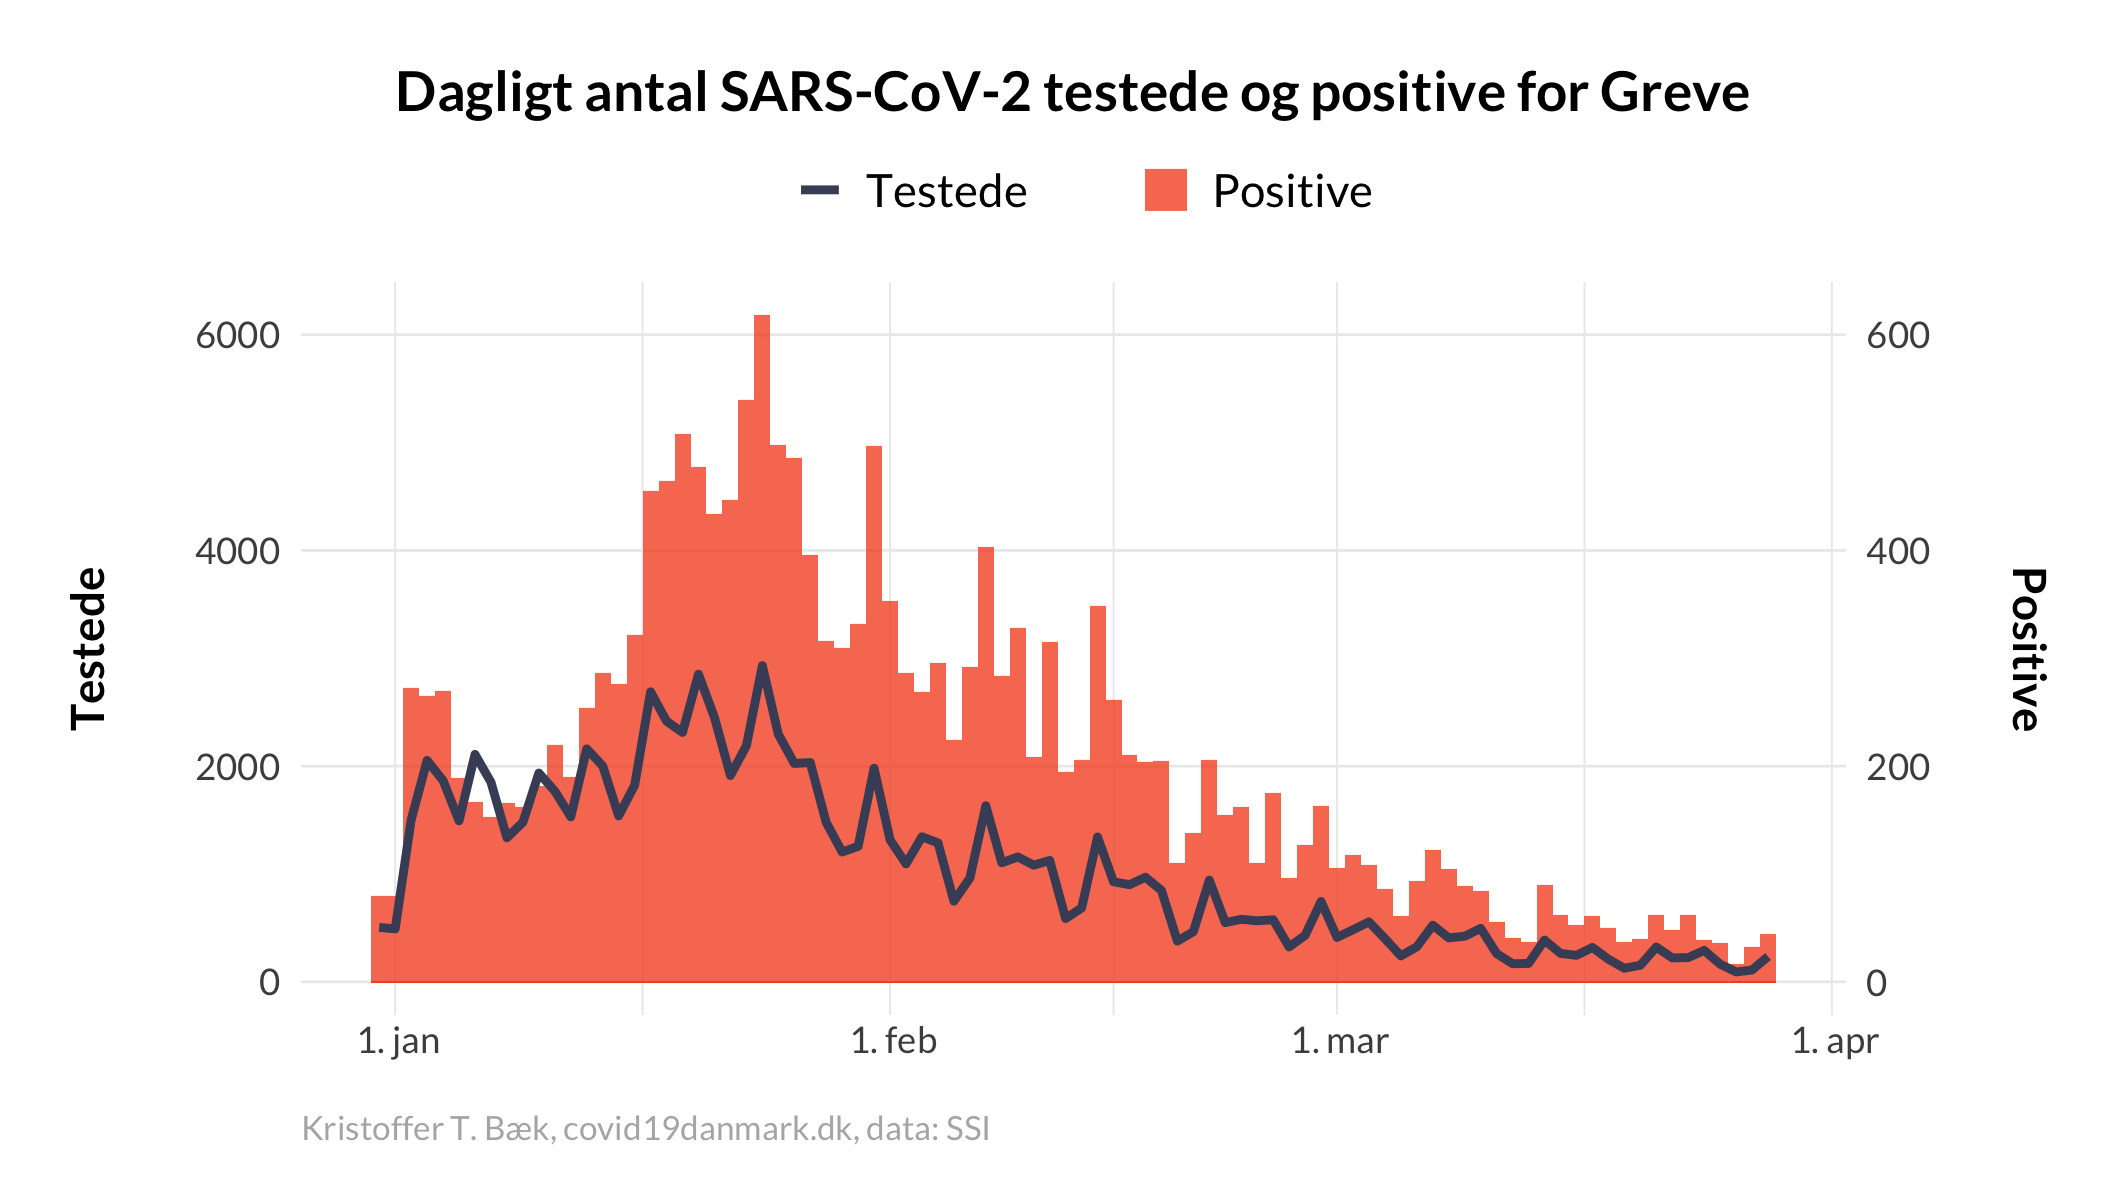 Dagligt antal SARS-CoV-2 testede og positive for Greve
Testede
Positive
6000
4000
2000
0
600
400
200
0
Testede
Positive
1. jan
1. feb
1. mar
1. apr
Kristoffer T. Bæk, covid19danmark.dk, data: SSI